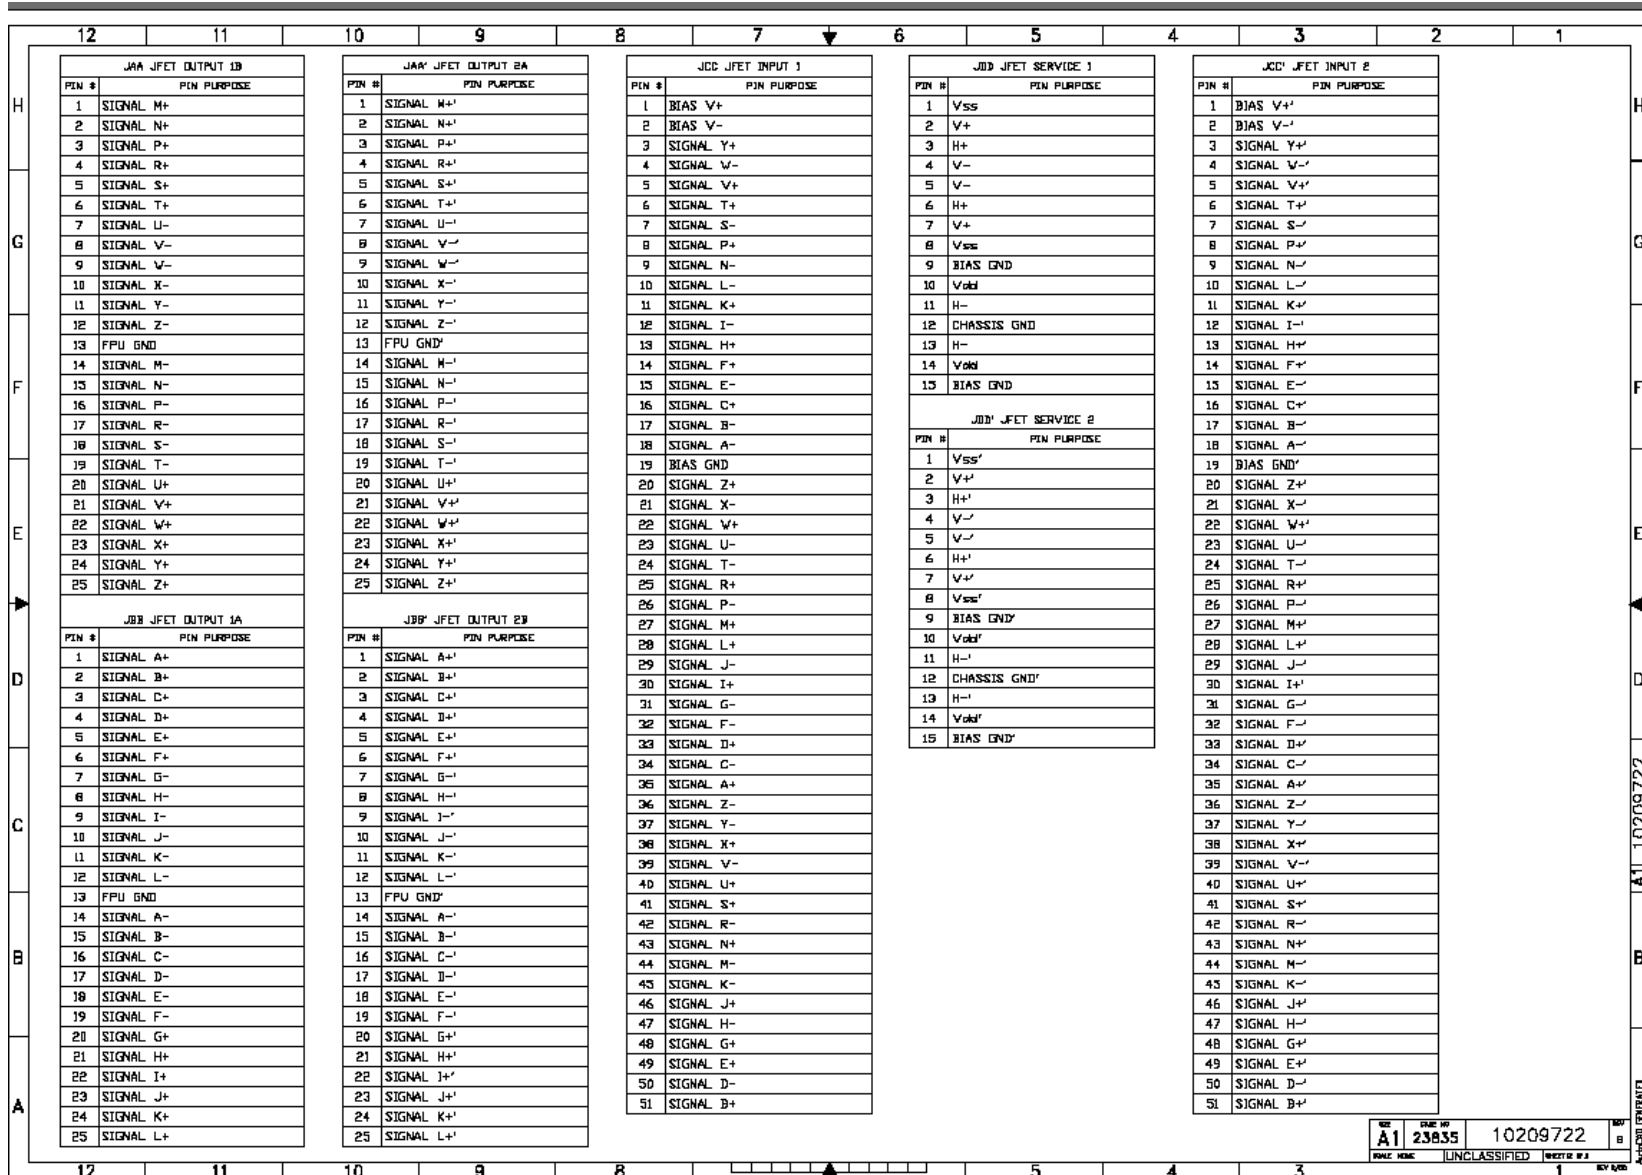 12 11 10 9 8 7 6 5 4 3 2 1
H
G
F
E
D
C
B
A
JAA JFET OUTPUT 1B
PIN # PIN PURPOSE
1 SIGNAL M+
2 SIGNAL N+
3 SIGNAL P+
4 SIGNAL R+
5 SIGNAL S+
6 SIGNAL T+
7 SIGNAL U-
8 SIGNAL V-
9 SIGNAL W-
10 SIGNAL X-
11 SIGNAL Y-
12 SIGNAL Z-
13 FPU GND
14 SIGNAL M-
15 SIGNAL N-
16 SIGNAL P-
17 SIGNAL R-
18 SIGNAL S-
19 SIGNAL T-
20 SIGNAL U+
21 SIGNAL V+
22 SIGNAL W+
23 SIGNAL X+
24 SIGNAL Y+
25 SIGNAL Z+
JBB JFET OUTPUT 1A
PIN # PIN PURPOSE
1 SIGNAL A+
2 SIGNAL B+
3 SIGNAL C+
4 SIGNAL D+
5 SIGNAL E+
6 SIGNAL F+
7 SIGNAL G-
8 SIGNAL H-
9 SIGNAL I-
10 SIGNAL J-
11 SIGNAL K-
12 SIGNAL L-
13 FPU GND
14 SIGNAL A-
15 SIGNAL B-
16 SIGNAL C-
17 SIGNAL D-
18 SIGNAL E-
19 SIGNAL F-
20 SIGNAL G+
21 SIGNAL H+
22 SIGNAL I+
23 SIGNAL J+
24 SIGNAL K+
25 SIGNAL L+
JAA' JFET OUTPUT 2A
PIN # PIN PURPOSE
1 SIGNAL M+'
2 SIGNAL N+'
3 SIGNAL P+'
4 SIGNAL R+'
5 SIGNAL S+'
6 SIGNAL T+'
7 SIGNAL U-'
8 SIGNAL V-'
9 SIGNAL W-'
10 SIGNAL X-'
11 SIGNAL Y-'
12 SIGNAL Z-'
13 FPU GND'
14 SIGNAL M-'
15 SIGNAL N-'
16 SIGNAL P-'
17 SIGNAL R-'
18 SIGNAL S-'
19 SIGNAL T-'
20 SIGNAL U+'
21 SIGNAL V+'
22 SIGNAL W+'
23 SIGNAL X+'
24 SIGNAL Y+'
25 SIGNAL Z+'
JBB' JFET OUTPUT 2B
PIN # PIN PURPOSE
1 SIGNAL A+'
2 SIGNAL B+'
3 SIGNAL C+'
4 SIGNAL D+'
5 SIGNAL E+'
6 SIGNAL F+'
7 SIGNAL G-'
8 SIGNAL H-'
9 SIGNAL I-'
10 SIGNAL J-'
11 SIGNAL K-'
12 SIGNAL L-'
13 FPU GND'
14 SIGNAL A-'
15 SIGNAL B-'
16 SIGNAL C-'
17 SIGNAL D-'
18 SIGNAL E-'
19 SIGNAL F-'
20 SIGNAL G+'
21 SIGNAL H+'
22 SIGNAL I+'
23 SIGNAL J+'
24 SIGNAL K+'
25 SIGNAL L+'
JCC JFET INPUT 1
PIN # PIN PURPOSE
1 BIAS V+
2 BIAS V-
3 SIGNAL Y+
4 SIGNAL W-
5 SIGNAL V+
6 SIGNAL T+
7 SIGNAL S-
8 SIGNAL P+
9 SIGNAL N-
10 SIGNAL L-
11 SIGNAL K+
12 SIGNAL I-
13 SIGNAL H+
14 SIGNAL F+
15 SIGNAL E-
16 SIGNAL C+
17 SIGNAL B-
18 SIGNAL A-
19 BIAS GND
20 SIGNAL Z+
21 SIGNAL X-
22 SIGNAL W+
23 SIGNAL U-
24 SIGNAL T-
25 SIGNAL R+
26 SIGNAL P-
27 SIGNAL M+
28 SIGNAL L+
29 SIGNAL J-
30 SIGNAL I+
31 SIGNAL G-
32 SIGNAL F-
33 SIGNAL D+
34 SIGNAL C-
35 SIGNAL A+
36 SIGNAL Z-
37 SIGNAL Y-
38 SIGNAL X+
39 SIGNAL V-
40 SIGNAL U+
41 SIGNAL S+
42 SIGNAL R-
43 SIGNAL N+
44 SIGNAL M-
45 SIGNAL K-
46 SIGNAL J+
47 SIGNAL H-
48 SIGNAL G+
49 SIGNAL E+
50 SIGNAL D-
51 SIGNAL B+
JDD JFET SERVICE 1
PIN # PIN PURPOSE
1 Vss
2 V+
3 H+
4 V-
5 V-
6 H+
7 V+
8 Vss
9 BIAS GND
10 Vdd
11 H-
12 CHASSIS GND
13 H-
14 Vdd
15 BIAS GND
JDD' JFET SERVICE 2
PIN # PIN PURPOSE
1 Vss'
2 V+'
3 H+'
4 V-'
5 V-'
6 H+'
7 V+'
8 Vss'
9 BIAS GND'
10 Vdd'
11 H-'
12 CHASSIS GND'
13 H-'
14 Vdd'
15 BIAS GND'
JCC' JFET INPUT 2
PIN # PIN PURPOSE
1 BIAS V+'
2 BIAS V-'
3 SIGNAL Y+'
4 SIGNAL W-'
5 SIGNAL V+'
6 SIGNAL T+'
7 SIGNAL S-'
8 SIGNAL P+'
9 SIGNAL N-'
10 SIGNAL L-'
11 SIGNAL K+'
12 SIGNAL I-'
13 SIGNAL H+'
14 SIGNAL F+'
15 SIGNAL E-'
16 SIGNAL C+'
17 SIGNAL B-'
18 SIGNAL A-'
19 BIAS GND'
20 SIGNAL Z+'
21 SIGNAL X-'
22 SIGNAL W+'
23 SIGNAL U-'
24 SIGNAL T-'
25 SIGNAL R+'
26 SIGNAL P-'
27 SIGNAL M+'
28 SIGNAL L+'
29 SIGNAL J-'
30 SIGNAL I+'
31 SIGNAL G-'
32 SIGNAL F-'
33 SIGNAL D+'
34 SIGNAL C-'
35 SIGNAL A+'
36 SIGNAL Z-'
37 SIGNAL Y-'
38 SIGNAL X+'
39 SIGNAL V-'
40 SIGNAL U+'
41 SIGNAL S+'
42 SIGNAL R-'
43 SIGNAL N+'
44 SIGNAL M-'
45 SIGNAL K-'
46 SIGNAL J+'
47 SIGNAL H-'
48 SIGNAL G+'
49 SIGNAL E+'
50 SIGNAL D-'
51 SIGNAL B+'
H
G
F
E
D
B
A1 10209722
SIZE CAGE NO REV
A1 23835 10209722 B
SCALE NONE UNCLASSIFIED
12 11 10 9 8 5 4 3 1